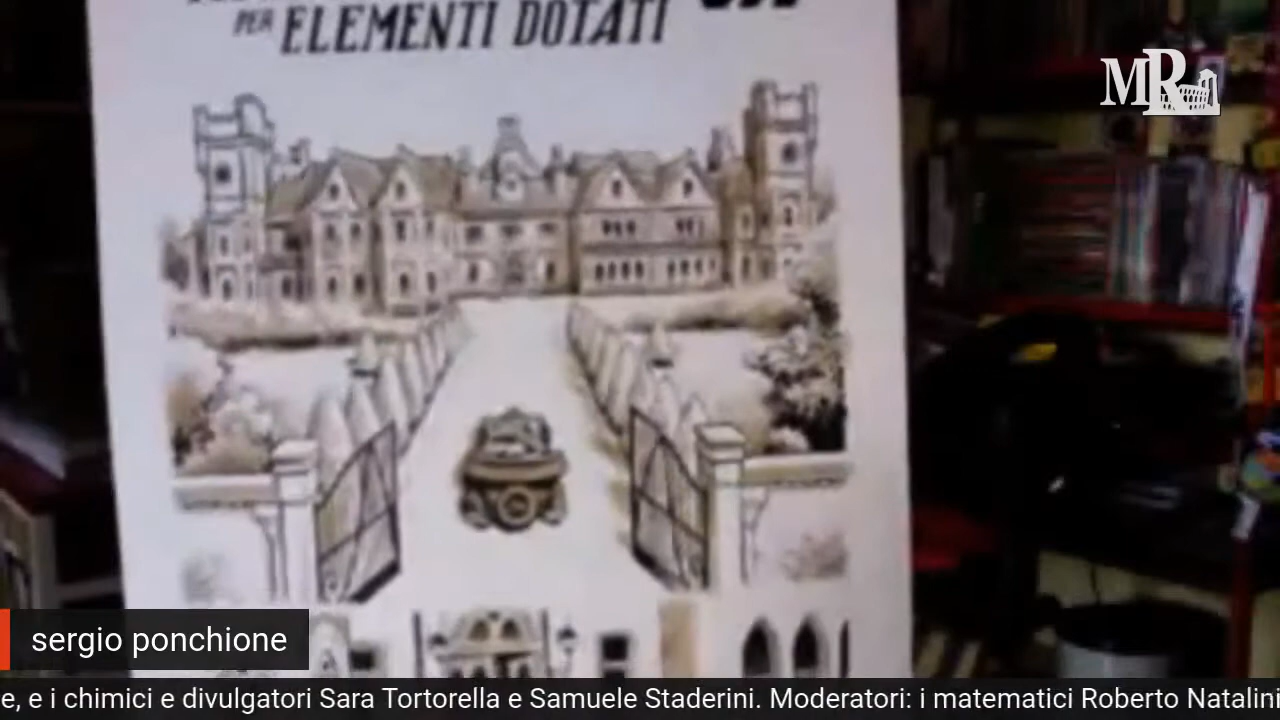 PER ELEMENTI DOTATI
MR
sergio ponchione
e, e i chimici e divulgatori Sara Tortorella e Samuele Staderini. Moderatori: i matematici Roberto Natalini